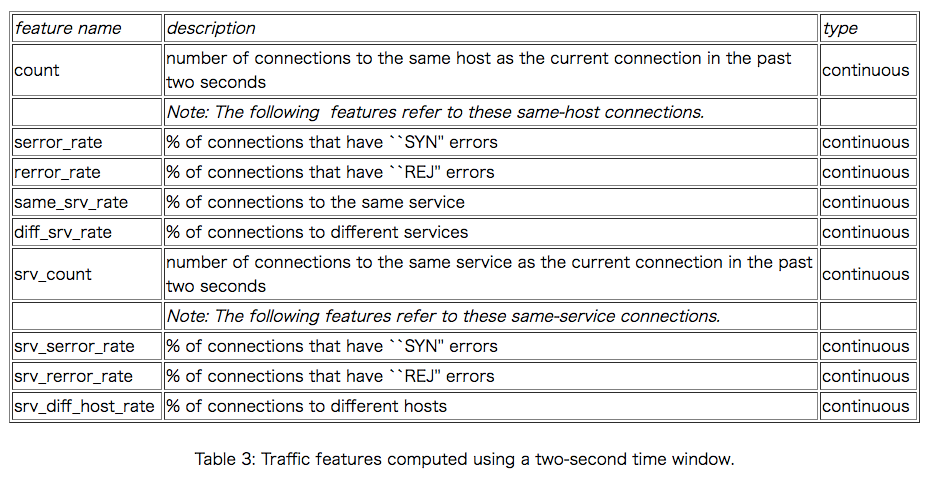 feature name description type
count number of connections to the same host as the current connection in the past two seconds continuous
Note: The following features refer to these same-host connections.
serror_rate % of connections that have ``SYN'' errors continuous
rerror_rate % of connections that have ``REJ'' errors continuous
same_srv_rate % of connections to the same service continuous
diff_srv_rate % of connections to different services continuous
srv_count number of connections to the same service as the current connection in the past two seconds continuous
Note: The following features refer to these same-service connections.
srv_serror_rate % of connections that have ``SYN'' errors continuous
srv_rerror_rate % of connections that have ``REJ'' errors continuous
srv_diff_host_rate % of connections to different hosts continuous
Table 3: Traffic features computed using a two-second time window.